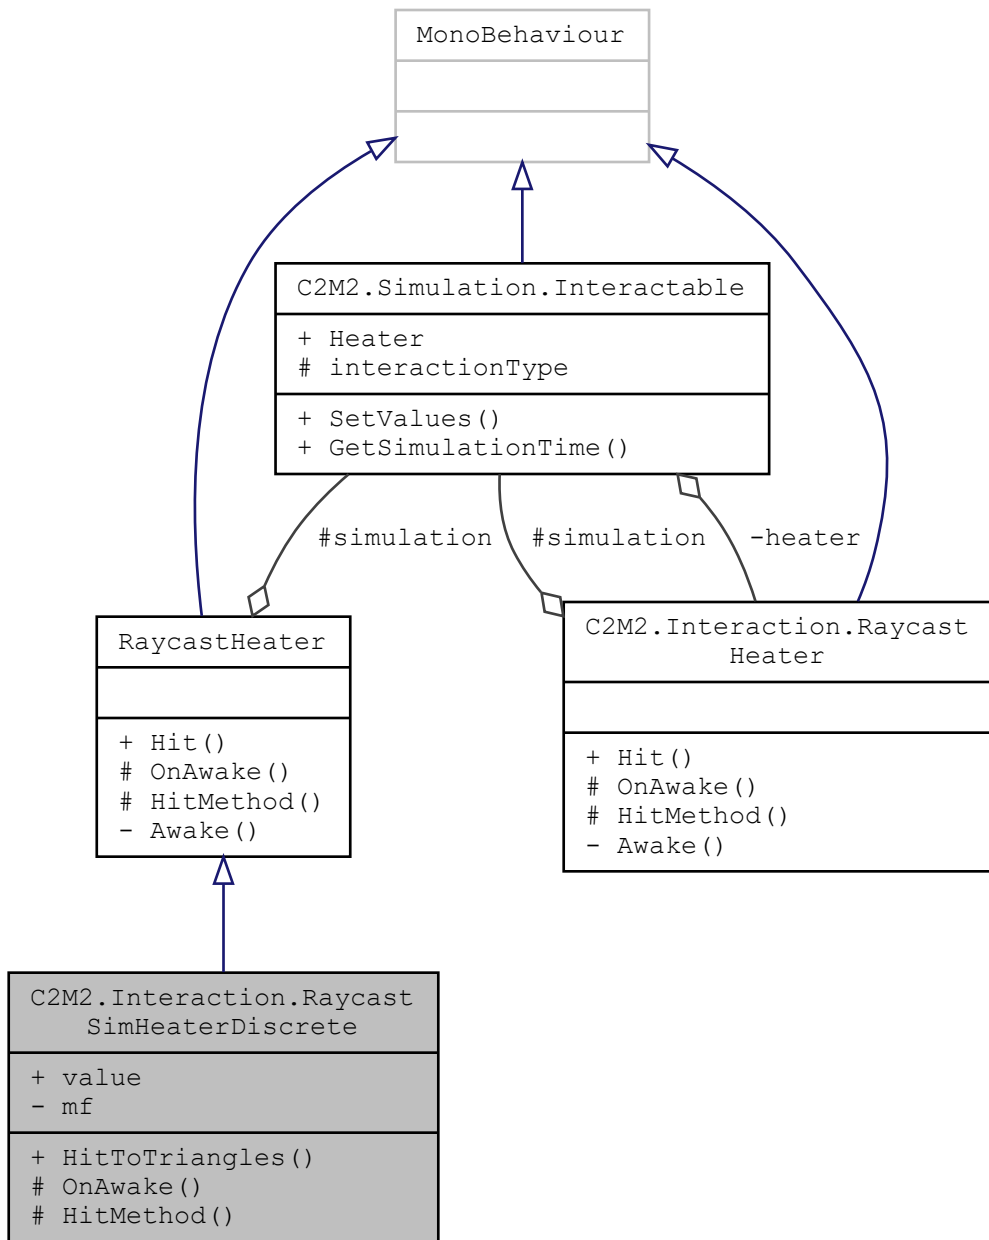 MonoBehaviour
C2M2.Simulation.Interactable
+ Heater
# interactionType
+ SetValues()
+ GetSimulationTime()
#simulation
#simulation
-heater
RaycastHeater
+ Hit()
# OnAwake()
# HitMethod()
- Awake()
C2M2.Interaction.Raycast
Heater
+ Hit()
# OnAwake()
# HitMethod()
- Awake()
C2M2.Interaction.Raycast
SimHeaterDiscrete
+ value
- mf
+ HitToTriangles()
# OnAwake()
# HitMethod()